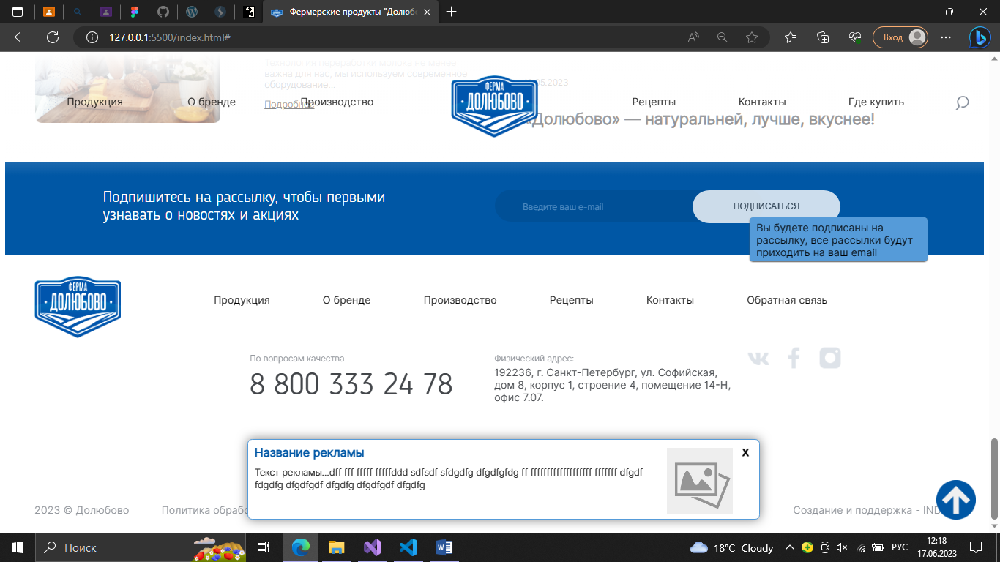 Фермерские продукты "Долюб
127.0.0.1:5500/index.html#
Вход
Технология переработки молока не менее
важна для нас, мы используем современное
оборудование...
Подробнее
05.2023
Продукция
О бренде
Производство
ФЕРМА
ДОЛЮБОВО
Рецепты
Контакты
Где купить
«Долюбово» — натуральней, лучше, вкуснее!
Подпишитесь на рассылку, чтобы первыми
узнавать о новостях и акциях
Введите ваш e-mail
ПОДПИСАТЬСЯ
Вы будете подписаны на
рассылку, все рассылки будут
приходить на ваш email
ФЕРМА
ДОЛЮБОВО
Продукция
О бренде
Производство
Рецепты
Контакты
Обратная связь
По вопросам качества
8 800 333 24 78
Физический адрес:
192236, г. Санкт-Петербург, ул. Софийская,
дом 8, корпус 1, строение 4, помещение 14-Н,
офис 7.07.
Название рекламы
X
Текст рекламы...dff fff fffff fffffddd sdfsdf sfdgdfg dfgdfgfdg ff fffffffffffffffffff fffffff dfgdf
fdgdfg dfgdfgdf dfgdfg dfgdfgdf dfgdfg
2023 © Долюбово
Политика обрабо
Создание и поддержка - IND
Поиск
18°C Cloudy
РУС
12:18
17.06.2023